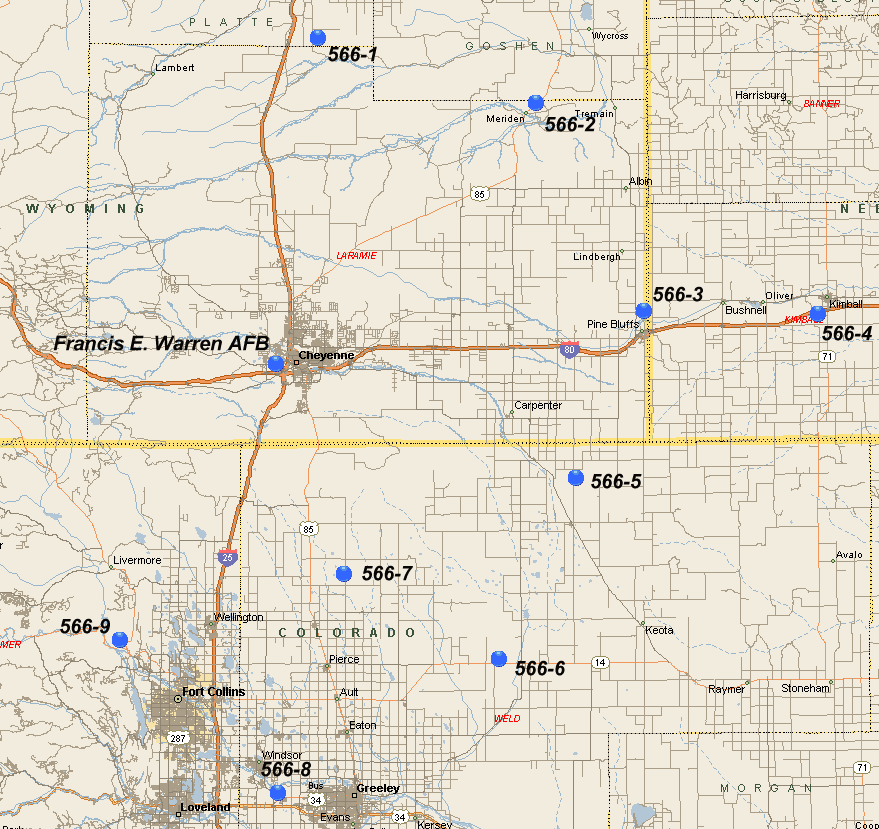 PLATTE
566-1
GOSHEN
Wycross
Lambert
Harrisburg
BANNER
Meriden
Tremain
566-2
Albin
85
WYOMING
NE
LARAMIE
Lindbergh
566-3
Oliver
Bushnell
Kimball
Pine Bluffs
566-4
Francis E. Warren AFB
Cheyenne
80
71
Carpenter
566-5
85
25
Livermore
566-7
Avalo
Wellington
566-9
COLORADO
Keota
MER
Pierce
566-6
14
Fort Collins
Ault
Raymer
Stoneham
WELD
Eaton
287
Windsor
566-8
71
Bus
34
Greeley
MORGAN
Loveland
Evans
34
Kersey